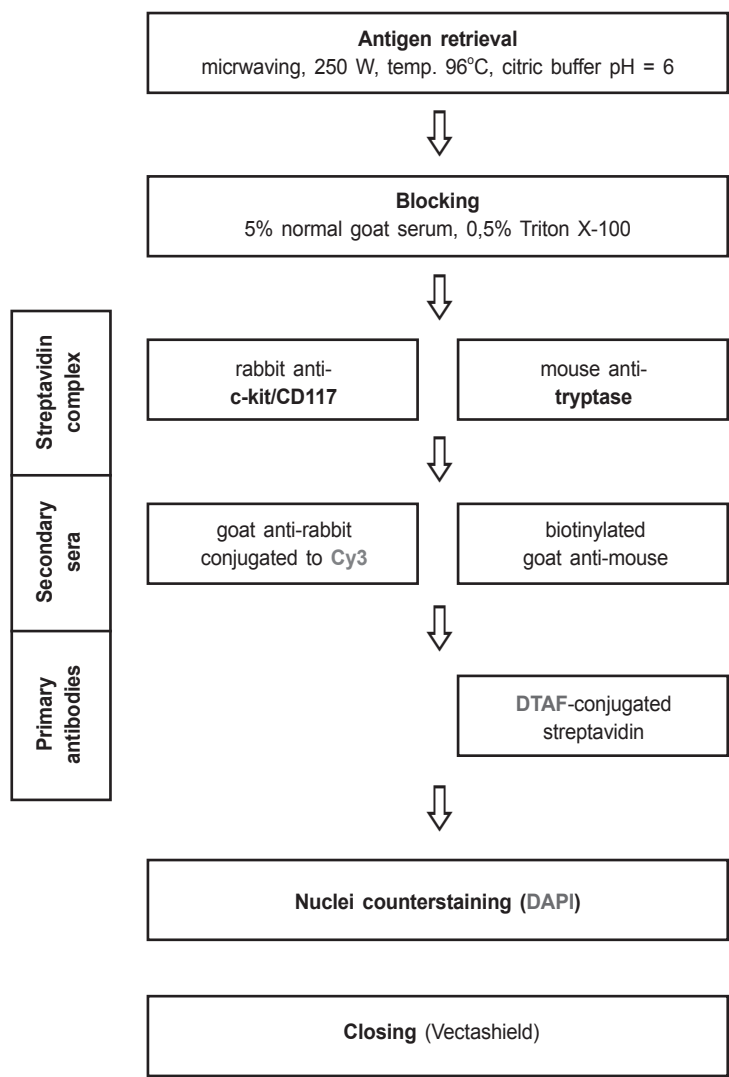 Antigen retrieval
micrwaving, 250 W, temp. 96°C, citric buffer pH = 6
Blocking
5% normal goat serum, 0,5% Triton X-100
Streptavidin
complex
rabbit anti-
c-kit/CD117
mouse anti-
tryptase
Secondary
sera
goat anti-rabbit
conjugated to Cy3
biotinylated
goat anti-mouse
Primary
antibodies
DTAF-conjugated
streptavidin
Nuclei counterstaining (DAPI)
Closing (Vectashield)